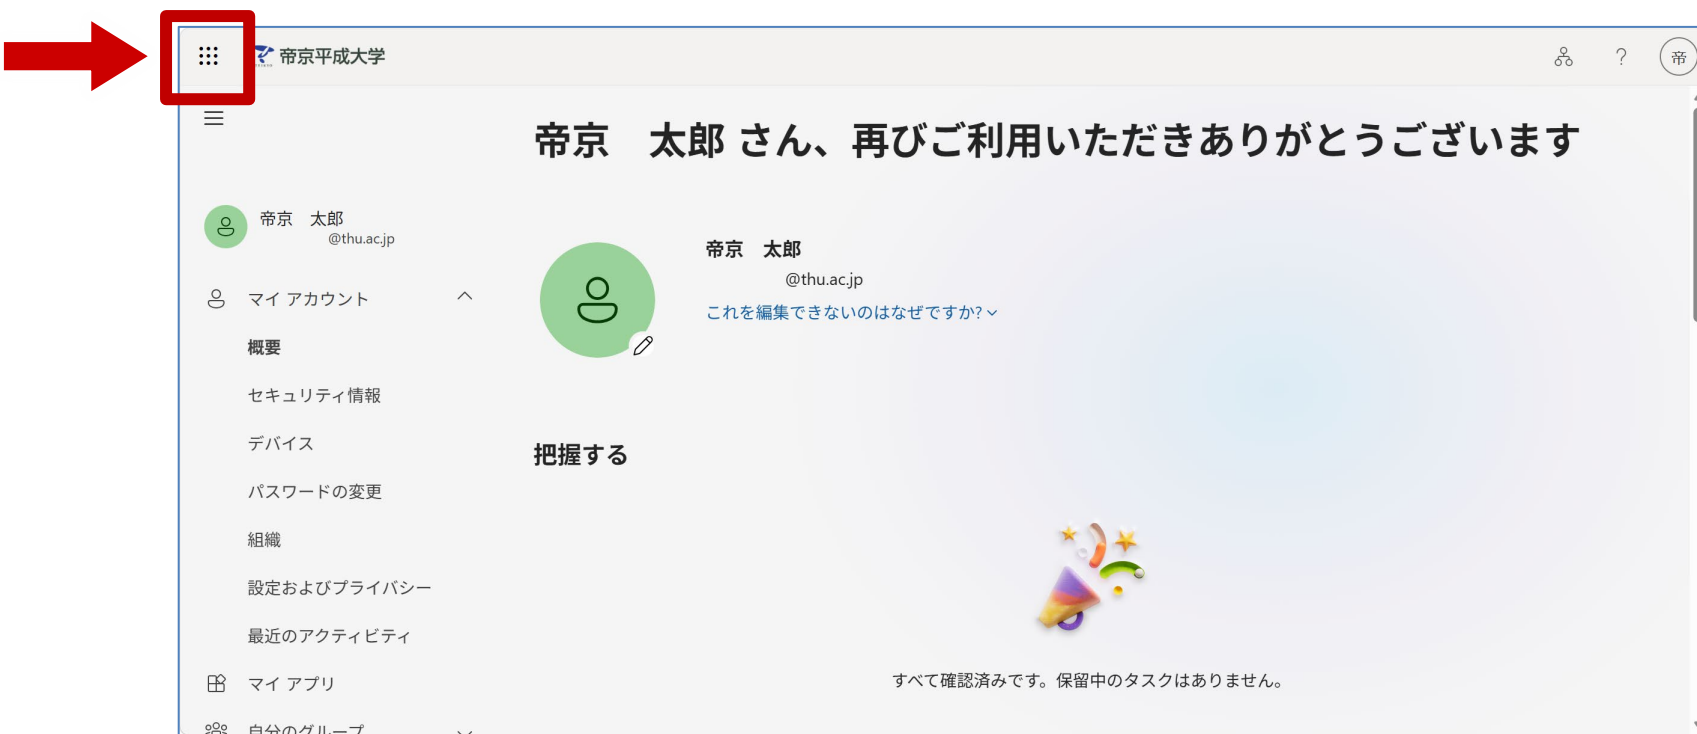 帝京平成大学
?
帝
帝京　太郎 さん、再びご利用いただきありがとうございます
帝京　太郎
@thu.ac.jp
帝京　太郎
@thu.ac.jp
これを編集できないのはなぜですか?
マイ アカウント
概要
セキュリティ情報
デバイス
パスワードの変更
組織
設定およびプライバシー
最近のアクティビティ
マイ アプリ
自分のグループ
把握する
すべて確認済みです。保留中のタスクはありません。